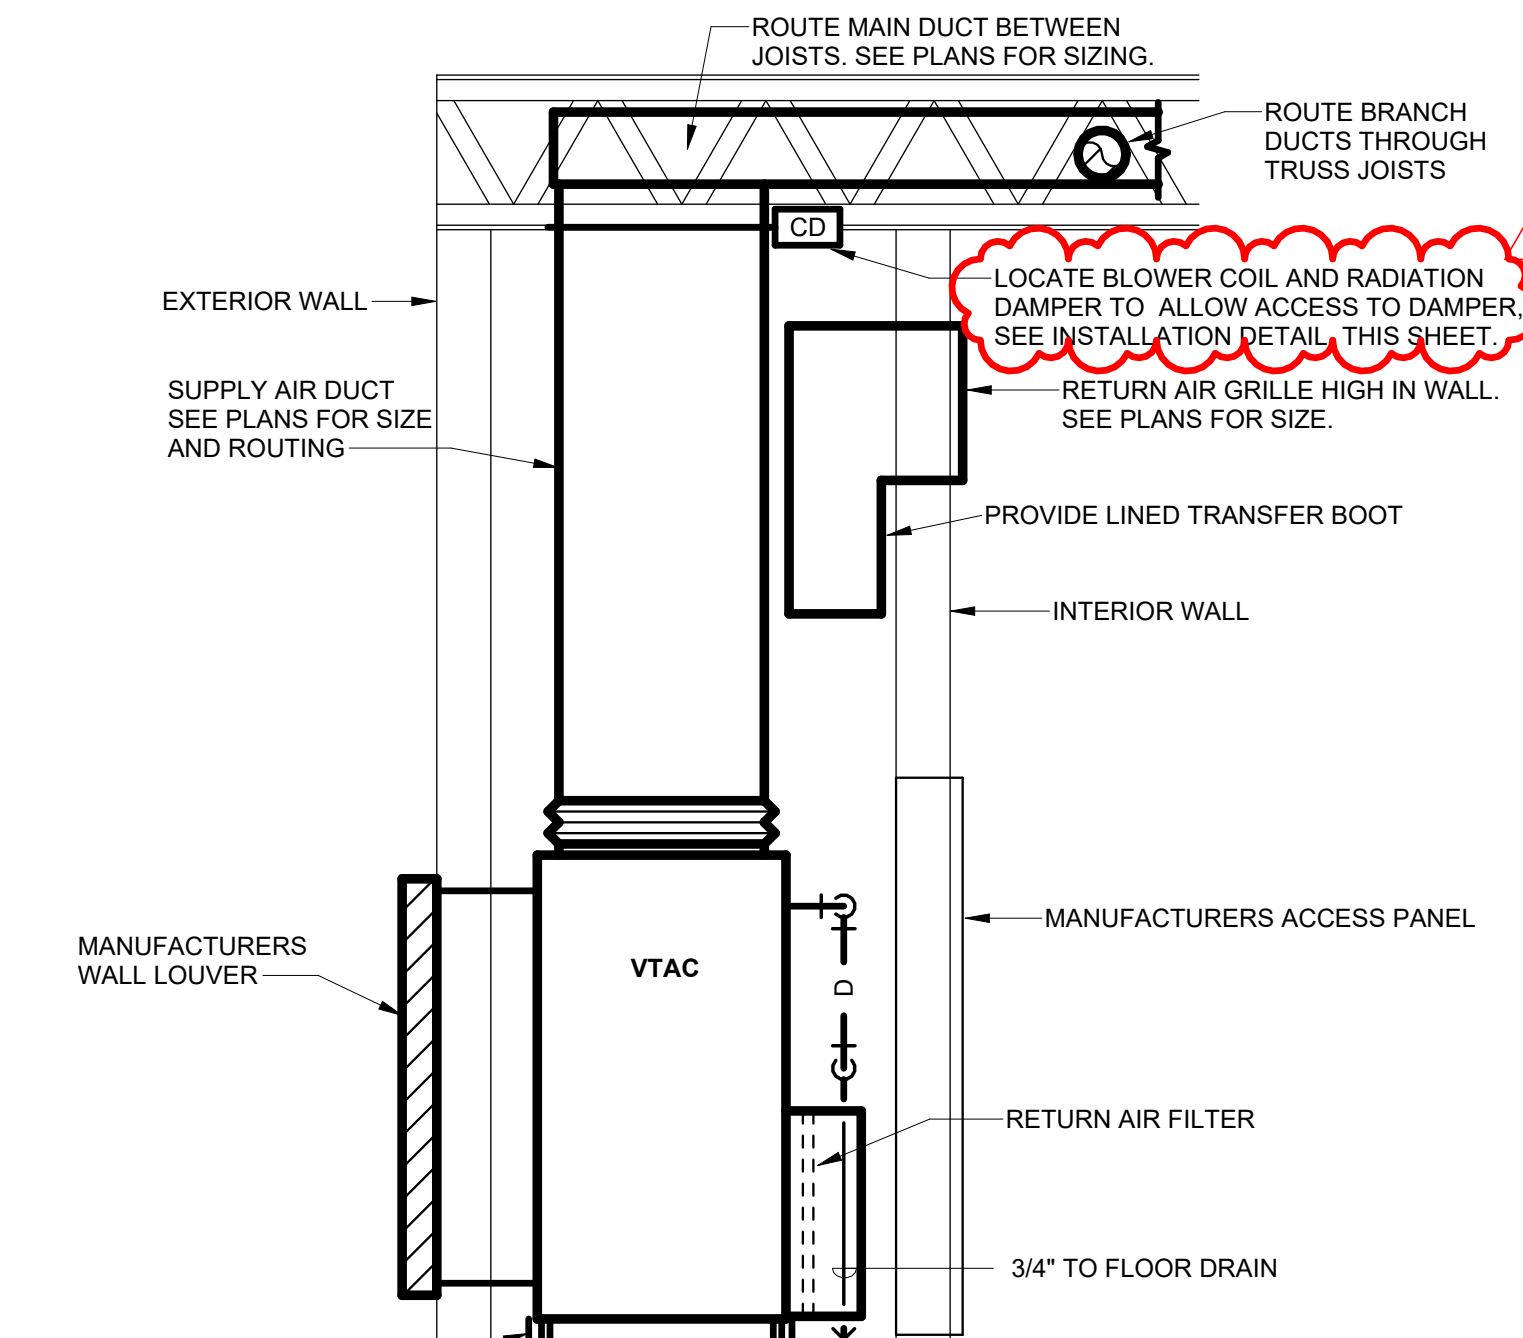 ROUTE MAIN DUCT BETWEEN
JOISTS. SEE PLANS FOR SIZING.
ROUTE BRANCH
DUCTS THROUGH
TRUSS JOISTS
CD
LOCATE BLOWER COIL AND RADIATION
DAMPER TO ALLOW ACCESS TO DAMPER,
SEE INSTALLATION DETAIL, THIS SHEET.
EXTERIOR WALL
SUPPLY AIR DUCT
SEE PLANS FOR SIZE
AND ROUTING
RETURN AIR GRILLE HIGH IN WALL.
SEE PLANS FOR SIZE.
PROVIDE LINED TRANSFER BOOT
INTERIOR WALL
MANUFACTURERS ACCESS PANEL
MANUFACTURERS
WALL LOUVER
VTAC
D
RETURN AIR FILTER
3/4" TO FLOOR DRAIN